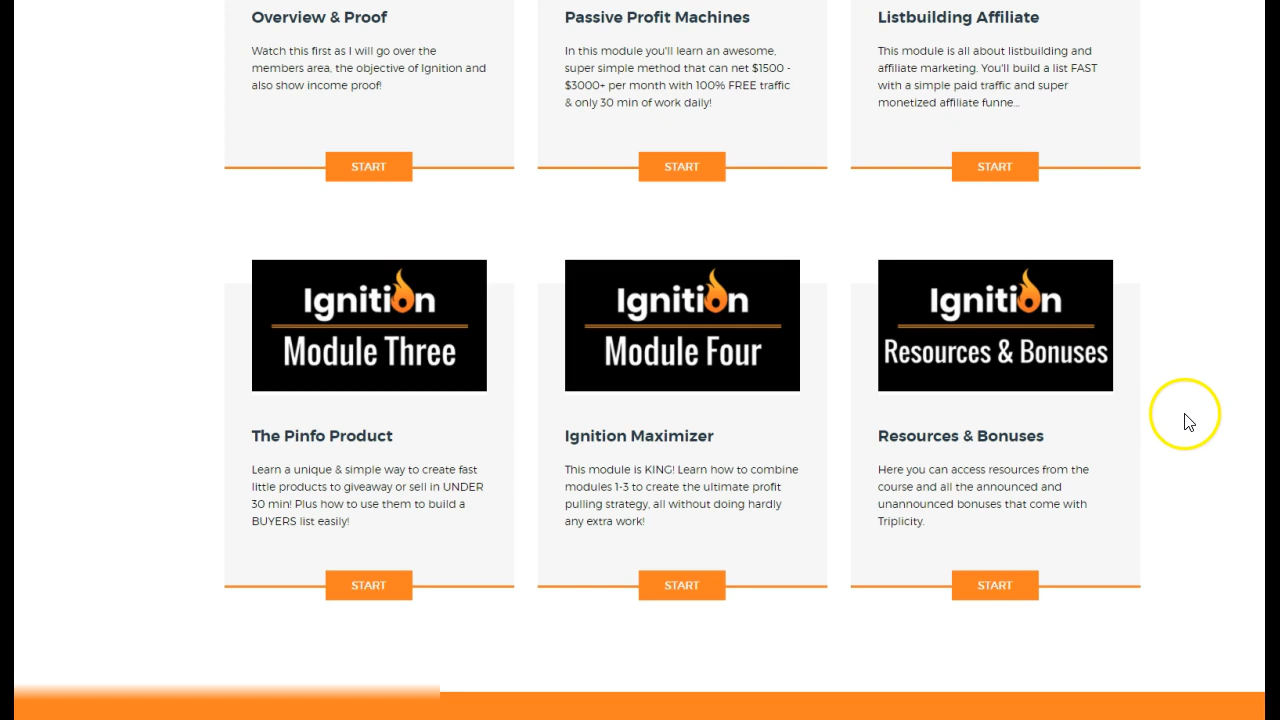 Overview & Proof
Watch this first as I will go over the
members area, the objective of Ignition and
also show income proof!
START
Passive Profit Machines
In this module you'll learn an awesome,
super simple method that can net $1500 -
$3000+ per month with 100% FREE traffic
& only 30 min of work daily!
START
Listbuilding Affiliate
This module is all about listbuilding and
affiliate marketing. You'll build a list FAST
with a simple paid traffic and super
monetized affiliate funne...
START
Ignition
Module Three
The Pinfo Product
Learn a unique & simple way to create fast
little products to giveaway or sell in UNDER
30 min! Plus how to use them to build a
BUYERS list easily!
START
Ignition
Module Four
Ignition Maximizer
This module is KING! Learn how to combine
modules 1-3 to create the ultimate profit
pulling strategy, all without doing hardly
any extra work!
START
Ignition
Resources & Bonuses
Resources & Bonuses
Here you can access resources from the
course and all the announced and
unannounced bonuses that come with
Triplicity.
START